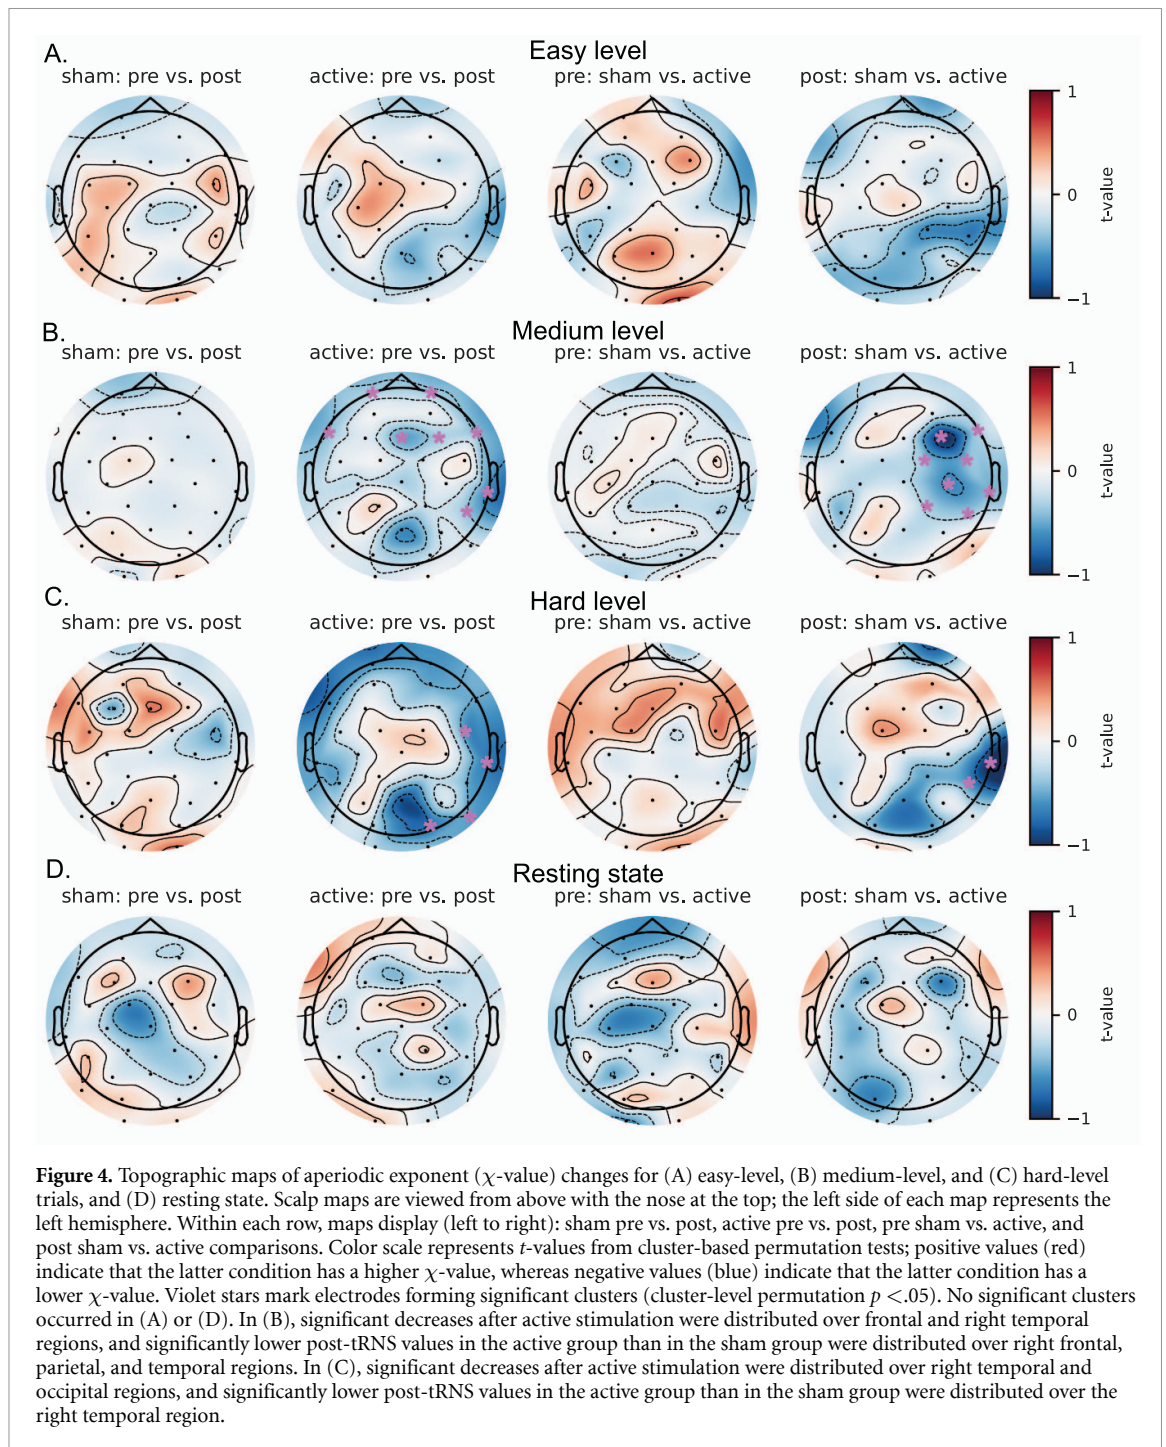 A.
Easy level
sham: pre vs. post
active: pre vs. post
pre: sham vs. active
post: sham vs. active
1
0
−1
t-value
B.
Medium level
sham: pre vs. post
active: pre vs. post
pre: sham vs. active
post: sham vs. active
1
0
−1
t-value
C.
Hard level
sham: pre vs. post
active: pre vs. post
pre: sham vs. active
post: sham vs. active
1
0
−1
t-value
D.
Resting state
sham: pre vs. post
active: pre vs. post
pre: sham vs. active
post: sham vs. active
1
0
−1
t-value
Figure 4. Topographic maps of aperiodic exponent (χ-value) changes for (A) easy-level, (B) medium-level, and (C) hard-level
trials, and (D) resting state. Scalp maps are viewed from above with the nose at the top; the left side of each map represents the
left hemisphere. Within each row, maps display (left to right): sham pre vs. post, active pre vs. post, pre sham vs. active, and
post sham vs. active comparisons. Color scale represents t-values from cluster-based permutation tests; positive values (red)
indicate that the latter condition has a higher χ-value, whereas negative values (blue) indicate that the latter condition has a
lower χ-value. Violet stars mark electrodes forming significant clusters (cluster-level permutation p <.05). No significant clusters
occurred in (A) or (D). In (B), significant decreases after active stimulation were distributed over frontal and right temporal
regions, and significantly lower post-tRNS values in the active group than in the sham group were distributed over right frontal,
parietal, and temporal regions. In (C), significant decreases after active stimulation were distributed over right temporal and
occipital regions, and significantly lower post-tRNS values in the active group than in the sham group were distributed over the
right temporal region.